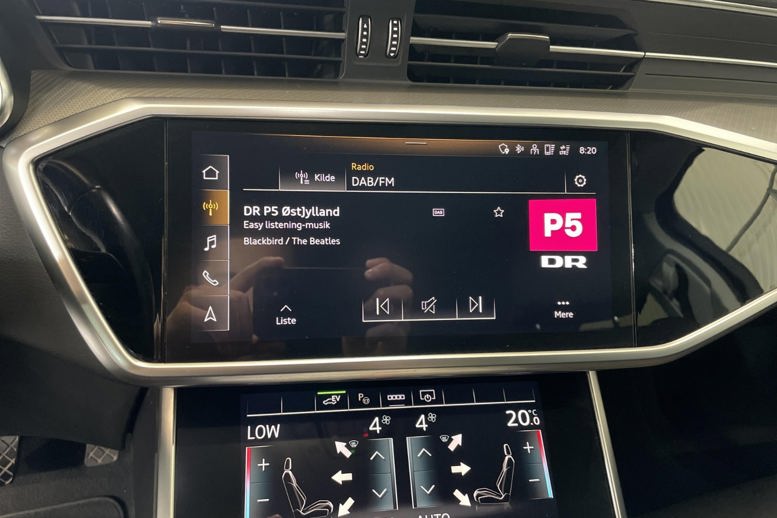 8:20
Kilde
Radio
DAB/FM
DR P5 Østjylland
DAB
Easy listening-musik
Blackbird / The Beatles
P5
DR
Liste
Mere
EV
LOW
4
4
20.0 °C
AUTO